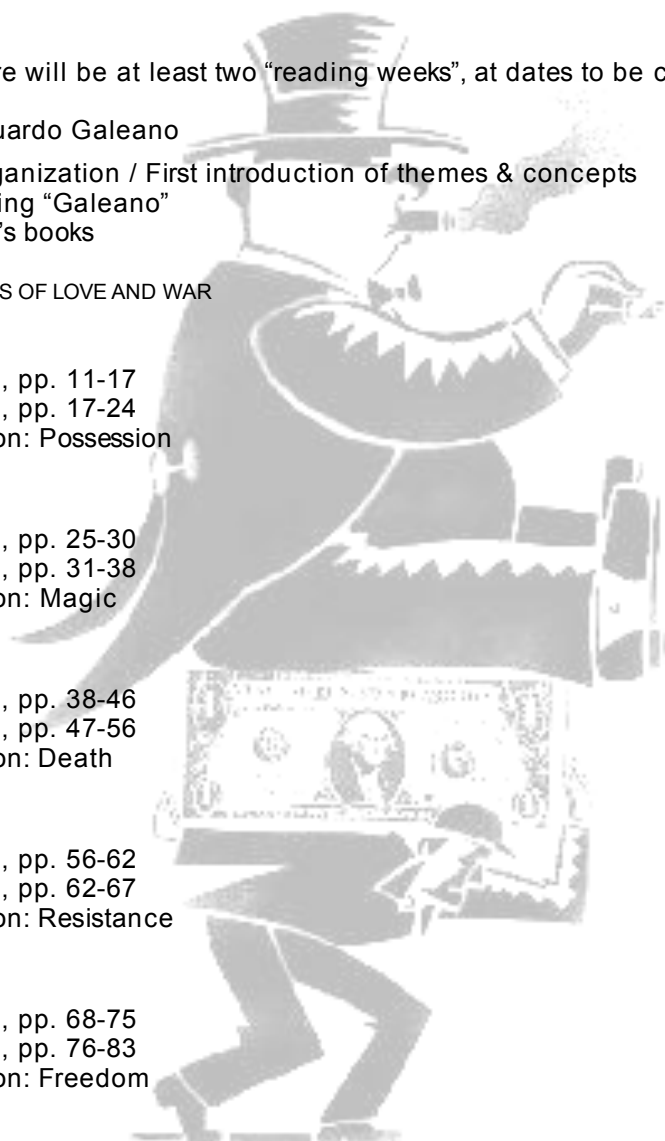 re will be at least two “reading weeks”, at dates to be c
uardo Galeano
ganization / First introduction of themes & concepts
ing “Galeano”
’s books
S OF LOVE AND WAR
, pp. 11-17
, pp. 17-24
on: Possession
, pp. 25-30
, pp. 31-38
on: Magic
, pp. 38-46
, pp. 47-56
on: Death
, pp. 56-62
, pp. 62-67
on: Resistance
, pp. 68-75
, pp. 76-83
on: Freedom